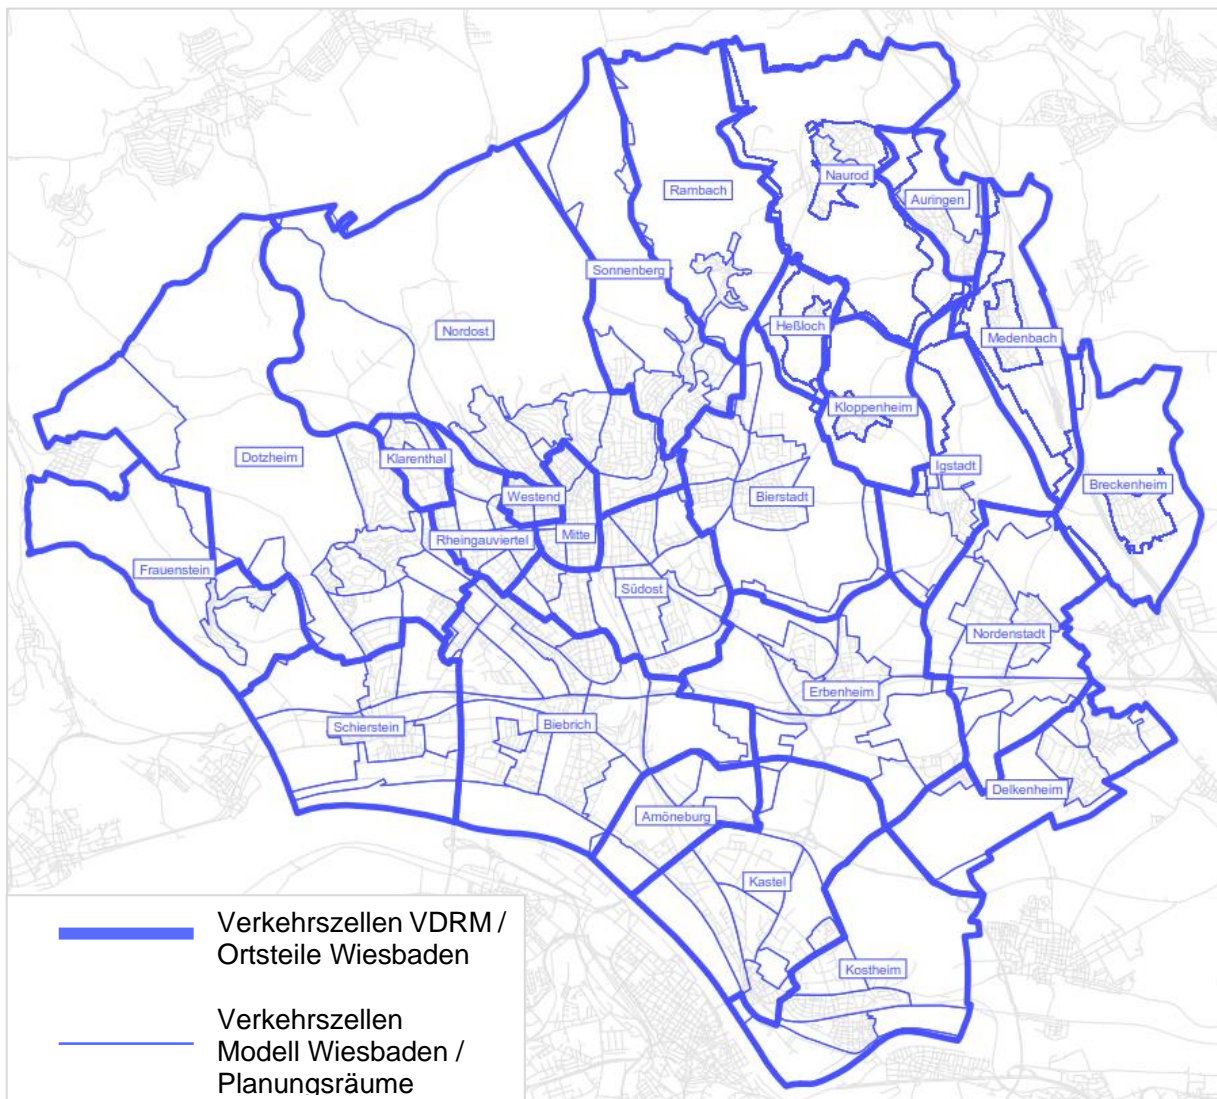 Naurod
Rambach
Auringen
Sonnenberg
Heßloch
Nordost
Medenbach
Kloppenheim
Dotzheim
Klarenthal
Igstadt
Breckenheim
Westend
Bierstadt
Mitte
Rheingauviertel
Frauenstein
Südost
Nordenstadt
Erbenheim
Schierstein
Biebrich
Delkenheim
Amöneburg
Kastel
Kostheim
Verkehrszellen VDRM /
Ortsteile Wiesbaden
Verkehrszellen
Modell Wiesbaden /
Planungsräume